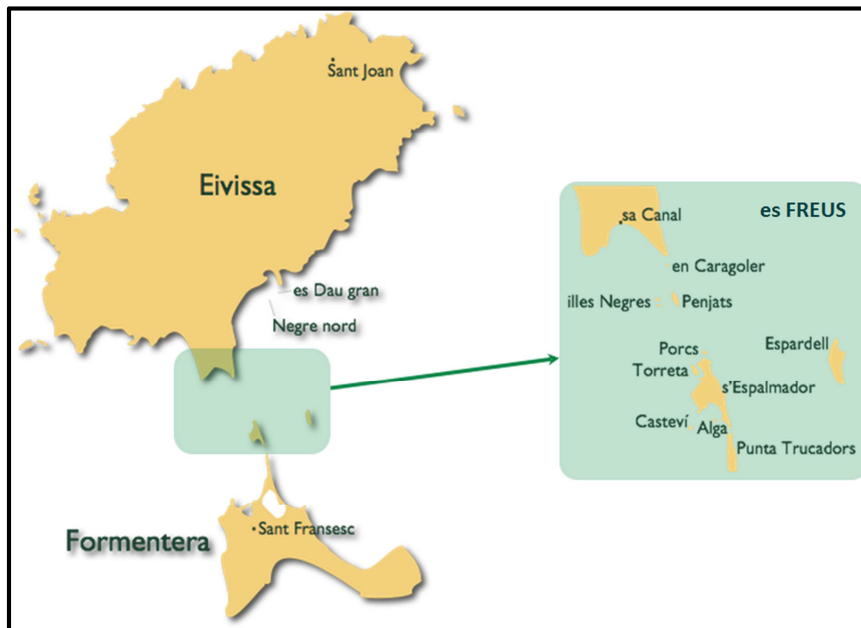 Sant Joan
Eivissa
es Dau gran
Negre nord
Formentera
Sant Fransesc
es FREUS
sa Canal
en Caragoler
illes Negres
Penjats
Porcs
Espardell
Torreta
s'Espalmador
Casteví
Alga
Punta Trucadors